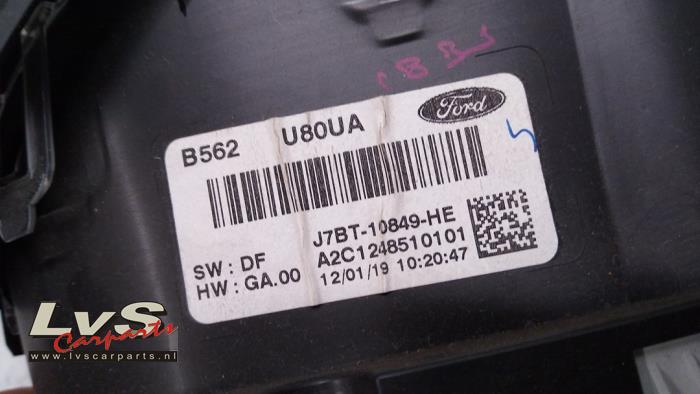 B562 U80UA Ford
J7BT-10849-HE
SW : DF A2C1248510101
HW : GA.00 12/01/19 10:20:47
LvS
Carparts
www.lvscarparts.nl